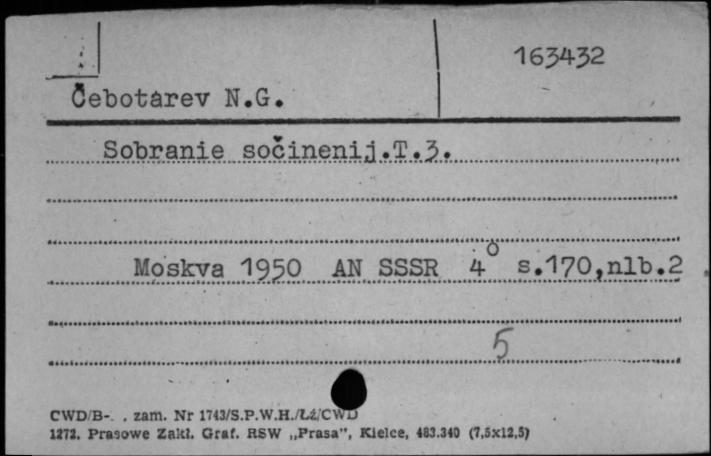 163432
Čebotarev N.G.
Sobranie sočinenij.T.3.
Moskva 1950 AN SSSR 4° s.170,nlb.2
5
CWD/B-. . zam. Nr 1743/S.P.W.H./Łź/CWD
1272. Prasowe Zakł. Graf. RSW „Prasa”, Kielce, 483.340 (7,5x12,5)